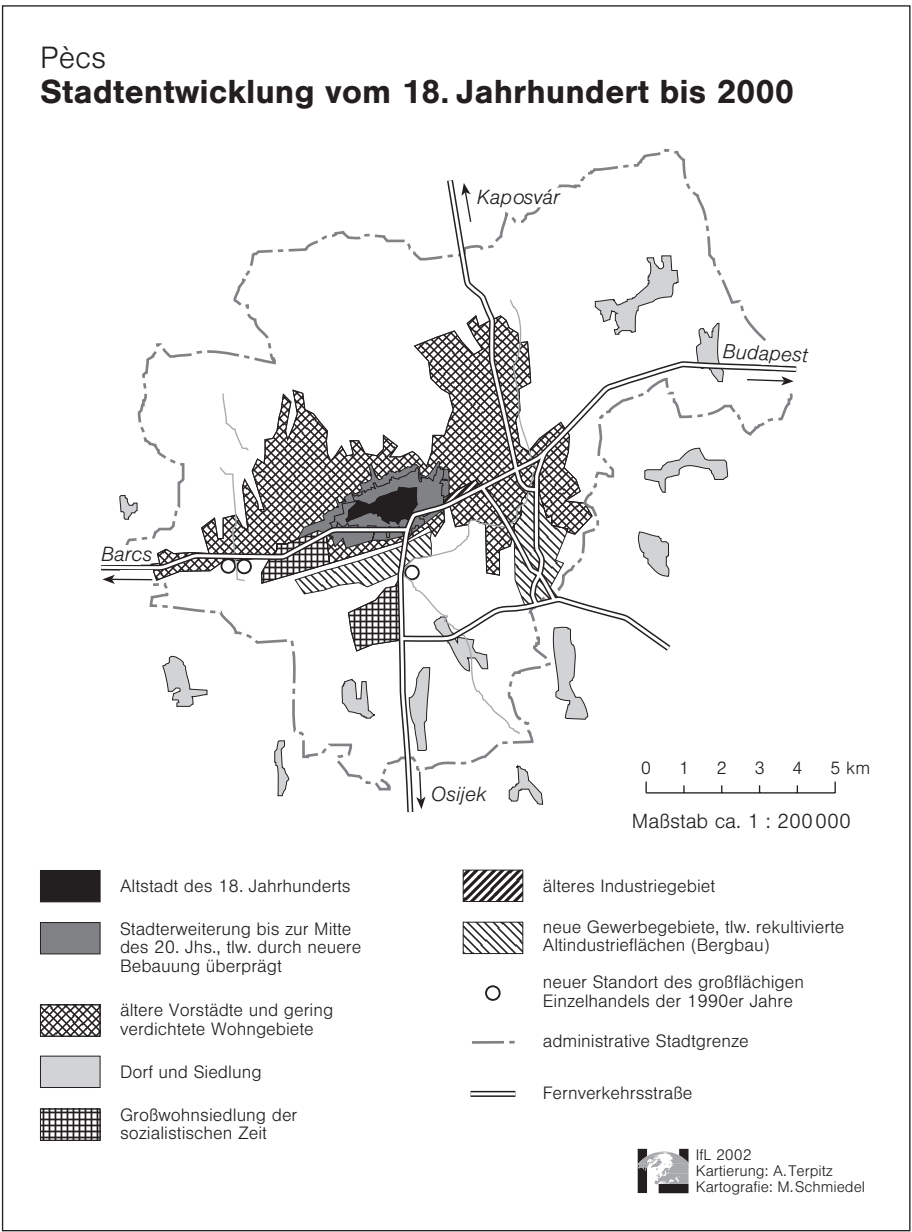 Pècs
Stadtentwicklung vom 18. Jahrhundert bis 2000
Kaposvár
Budapest
Barcs
Osijek
0 1 2 3 4 5 km
Maßstab ca. 1 : 200 000
Altstadt des 18. Jahrhunderts
Stadterweiterung bis zur Mitte
des 20. Jhs., tlw. durch neuere
Bebauung überprägt
ältere Vorstädte und gering
verdichtete Wohngebiete
Dorf und Siedlung
Großwohnsiedlung der
sozialistischen Zeit
älteres Industriegebiet
neue Gewerbegebiete, tlw. rekultivierte
Altindustrieflächen (Bergbau)
neuer Standort des großflächigen
Einzelhandels der 1990er Jahre
administrative Stadtgrenze
Fernverkehrsstraße
IfL 2002
Kartierung: A. Terpitz
Kartografie: M. Schmiedel